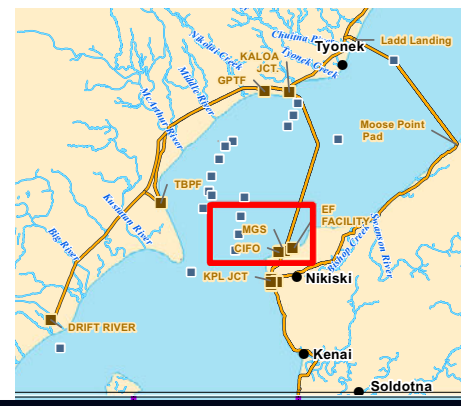 Chuitna River
Ladd Landing
Nikolai Creek
Tyonek
KALOA
JCT.
Tyonek Creek
GPTF
Middle River
McArthur River
Moose Point
Pad
TBPF
Kustatan River
EF
FACILITY
MGS
CIFO
Swanson River
Bishop Creek
Big River
KPL JCT
Nikiski
DRIFT RIVER
Kenai
Soldotna